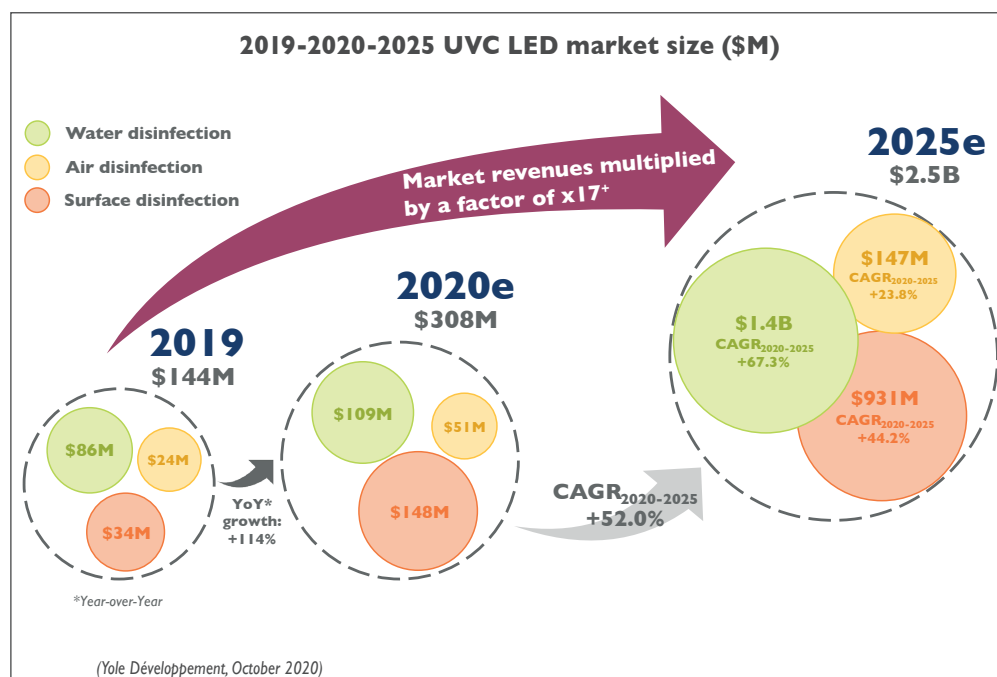 2019-2020-2025 UVC LED market size ($M)
Water disinfection
Air disinfection
Surface disinfection
Market revenues multiplied
by a factor of x17+
2019
$144M
$86M
$24M
$34M
YoY*
growth:
+114%
*Year-over-Year
2020e
$308M
$109M
$51M
$148M
CAGR2020-2025
+52.0%
2025e
$2.5B
$147M
CAGR2020-2025
+23.8%
$1.4B
CAGR2020-2025
+67.3%
$931M
CAGR2020-2025
+44.2%
(Yole Développement, October 2020)